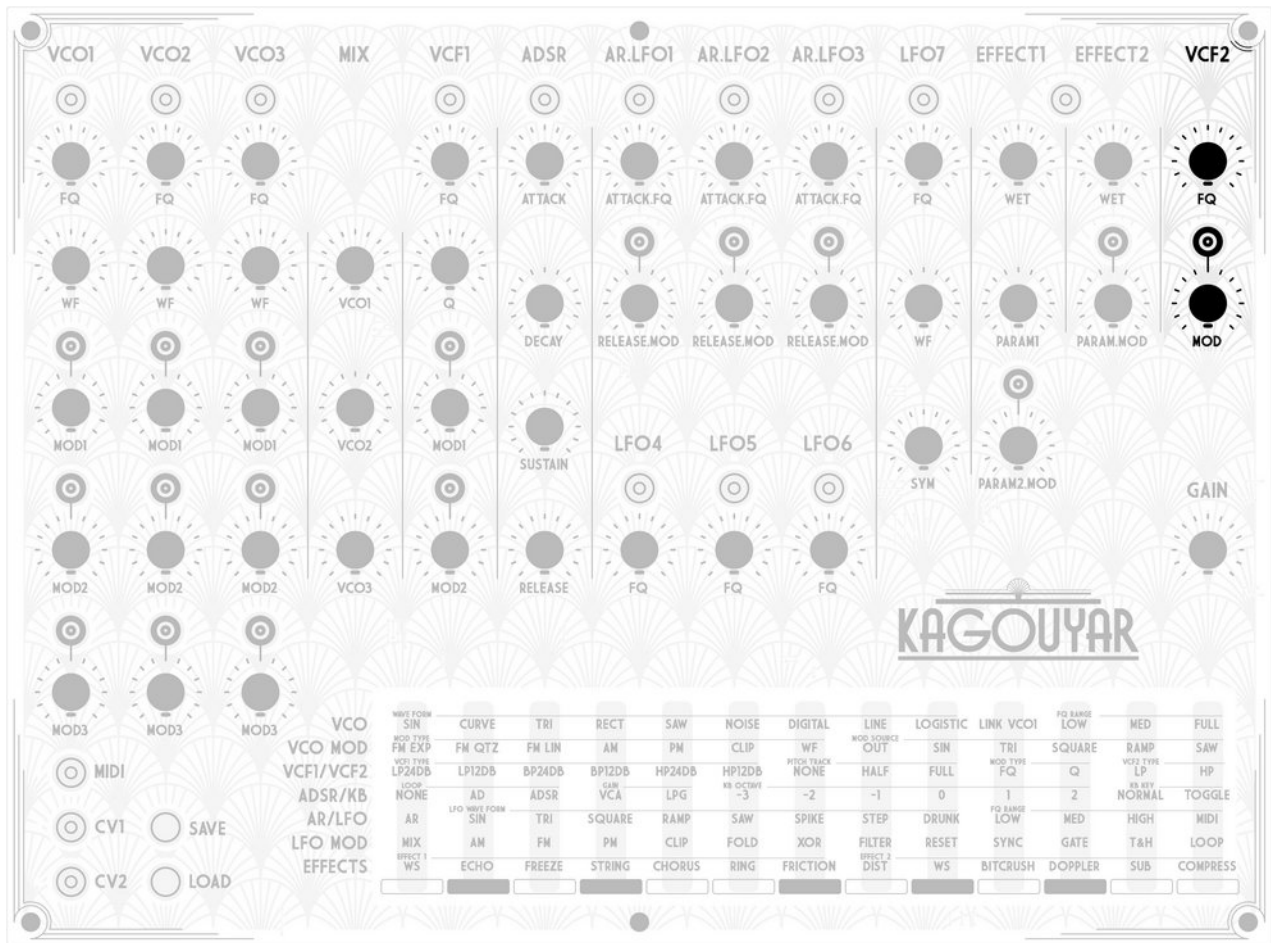 VCO1 VCO2 VCO3 MIX VCF1 ADSR AR.LFO1 AR.LFO2 AR.LFO3 LFO7 EFFECT1 EFFECT2 VCF2
FQ FQ FQ FQ ATTACK ATTACK.FQ ATTACK.FQ ATTACK.FQ FQ WET WET FQ
WF WF WF VCO1 Q
DECAY RELEASE.MOD RELEASE.MOD RELEASE.MOD WF PARAM1 PARAM.MOD MOD
MOD1 MOD1 MOD1 VCO2 MOD1
SUSTAIN LFO4 LFO5 LFO6
SYM PARAM2.MOD
GAIN
MOD2 MOD2 MOD2 VCO3 MOD2 RELEASE FQ FQ FQ
KAGOUYAR
MOD3 MOD3 MOD3
WAVE FORM FQ RANGE
VCO SIN CURVE TRI RECT SAW NOISE DIGITAL LINE LOGISTIC LINK VCO1 LOW MED FULL
MOD TYPE MOD SOURCE
VCO MOD FM EXP FM QTZ FM LIN AM PM CLIP WF OUT SIN TRI SQUARE RAMP SAW
VCF1 TYPE PITCH TRACK MOD TYPE VCF2 TYPE
VCF1/VCF2 LP24DB LP12DB BP24DB BP12DB HP24DB HP12DB NONE HALF FULL FQ Q LP HP
LOOP GAIN KB OCTAVE KB KEY
ADSR/KB NONE AD ADSR VCA LPG -3 -2 -1 0 1 2 NORMAL TOGGLE
LFO WAVE FORM FQ RANGE
AR/LFO AR SIN TRI SQUARE RAMP SAW SPIKE STEP DRUNK LOW MED HIGH MIDI
LFO MOD MIX AM FM PM CLIP FOLD XOR FILTER RESET SYNC GATE T&H LOOP
EFFECT 1 EFFECT 2
EFFECTS WS ECHO FREEZE STRING CHORUS RING FRICTION DIST WS BITCRUSH DOPPLER SUB COMPRESS
MIDI
CV1 SAVE
CV2 LOAD